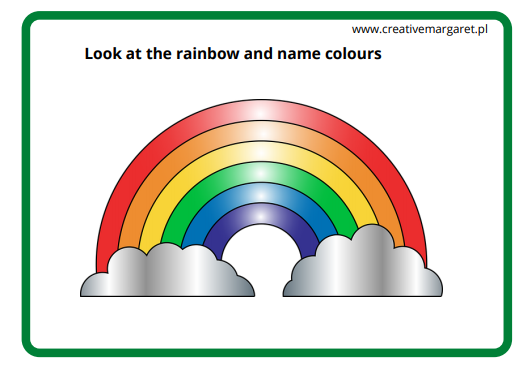 www.creativemargaret.pl
Look at the rainbow and name colours